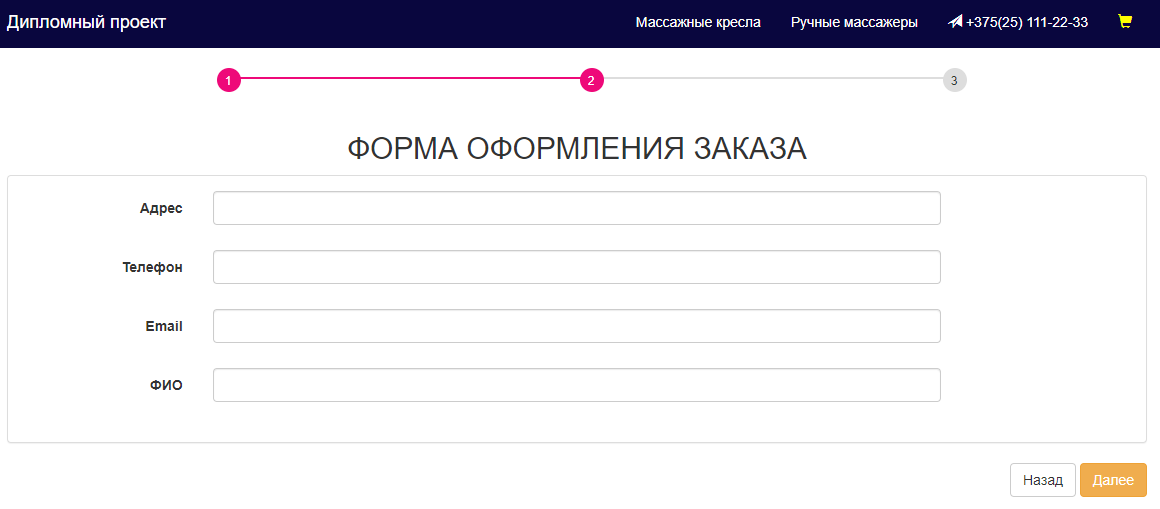 Дипломный проект Массажные кресла Ручные массажеры +375(25) 111-22-33
1 2 3
ФОРМА ОФОРМЛЕНИЯ ЗАКАЗА
Адрес
Телефон
Email
ФИО
Назад Далее